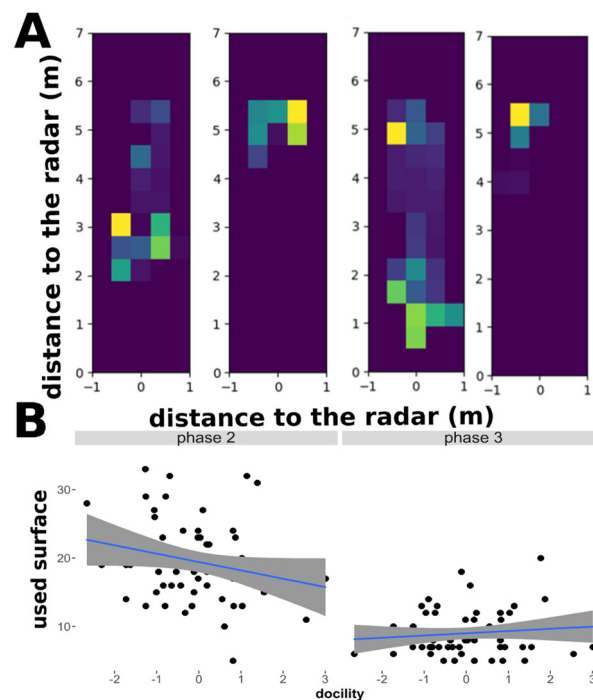 A
distance to the radar (m)
7 7 7 7
6 6 6 6
5 5 5 5
4 4 4 4
3 3 3 3
2 2 2 2
1 1 1 1
0 0 0 0
−1 0 1 −1 0 1 −1 0 1 −1 0 1
distance to the radar (m)
B
phase 2 phase 3
used surface
30
20
10
-2 -1 0 1 2 3 -2 -1 0 1 2 3
docility